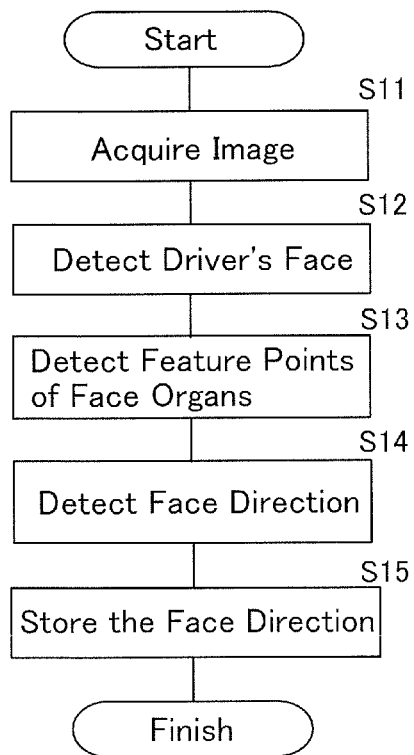 Start
S11
Acquire Image
S12
Detect Driver's Face
S13
Detect Feature Points
of Face Organs
S14
Detect Face Direction
S15
Store the Face Direction
Finish